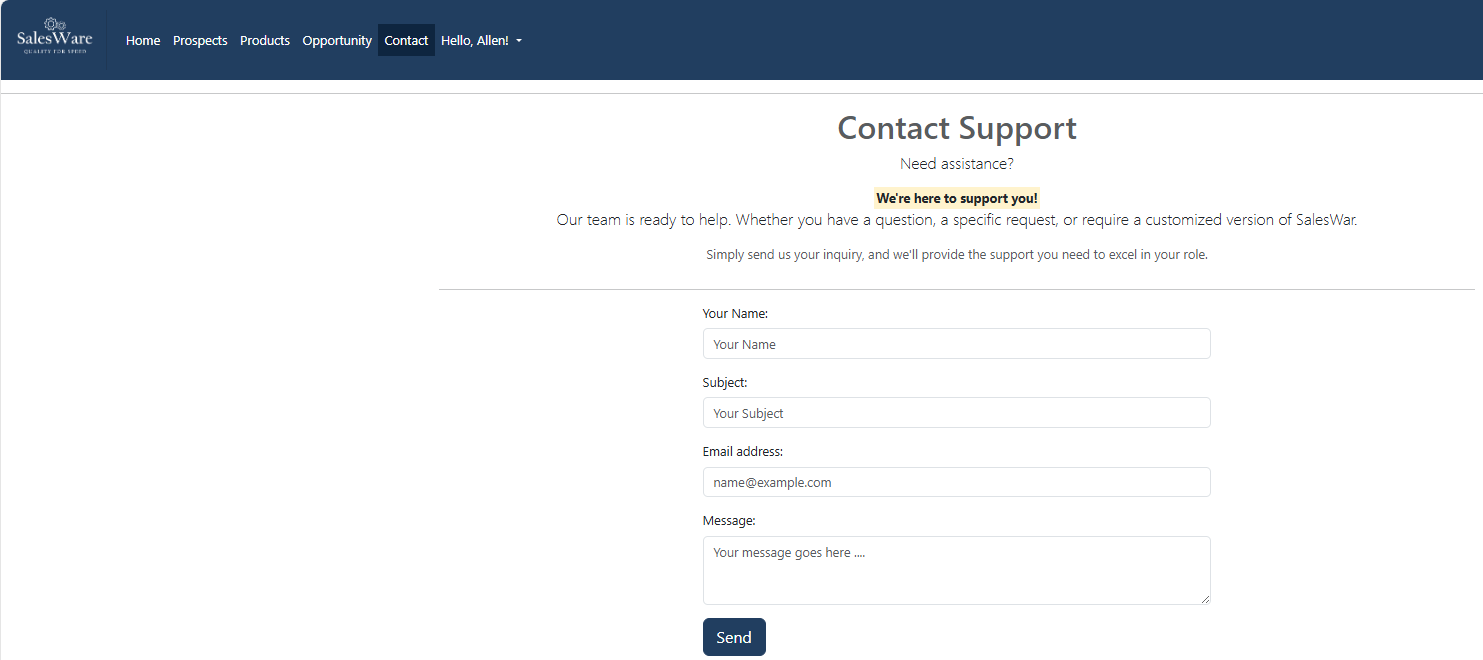 SalesWare
QUALITY FOR SPEED
Home Prospects Products Opportunity Contact Hello, Allen!
Contact Support
Need assistance?
We're here to support you!
Our team is ready to help. Whether you have a question, a specific request, or require a customized version of SalesWar.
Simply send us your inquiry, and we'll provide the support you need to excel in your role.
Your Name:
Your Name
Subject:
Your Subject
Email address:
name@example.com
Message:
Your message goes here ....
Send